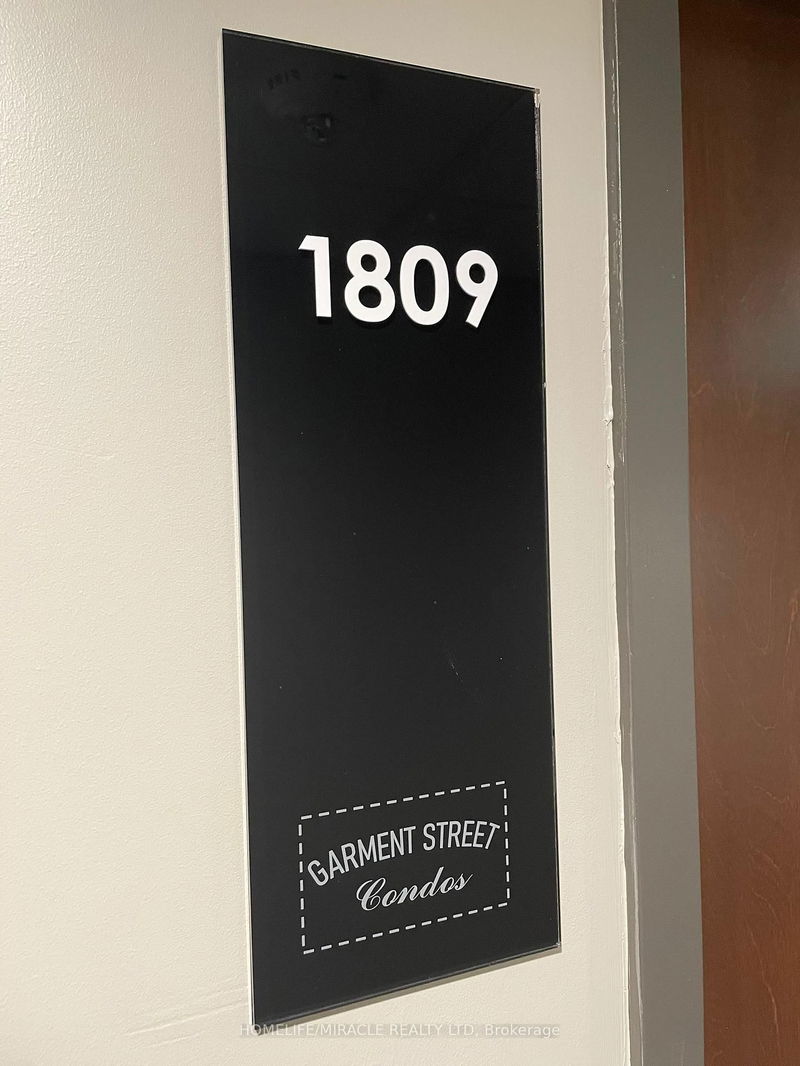 1809
GARMENT STREET
Condos
HOMELIFE/MIRACLE REALTY LTD, Brokerage